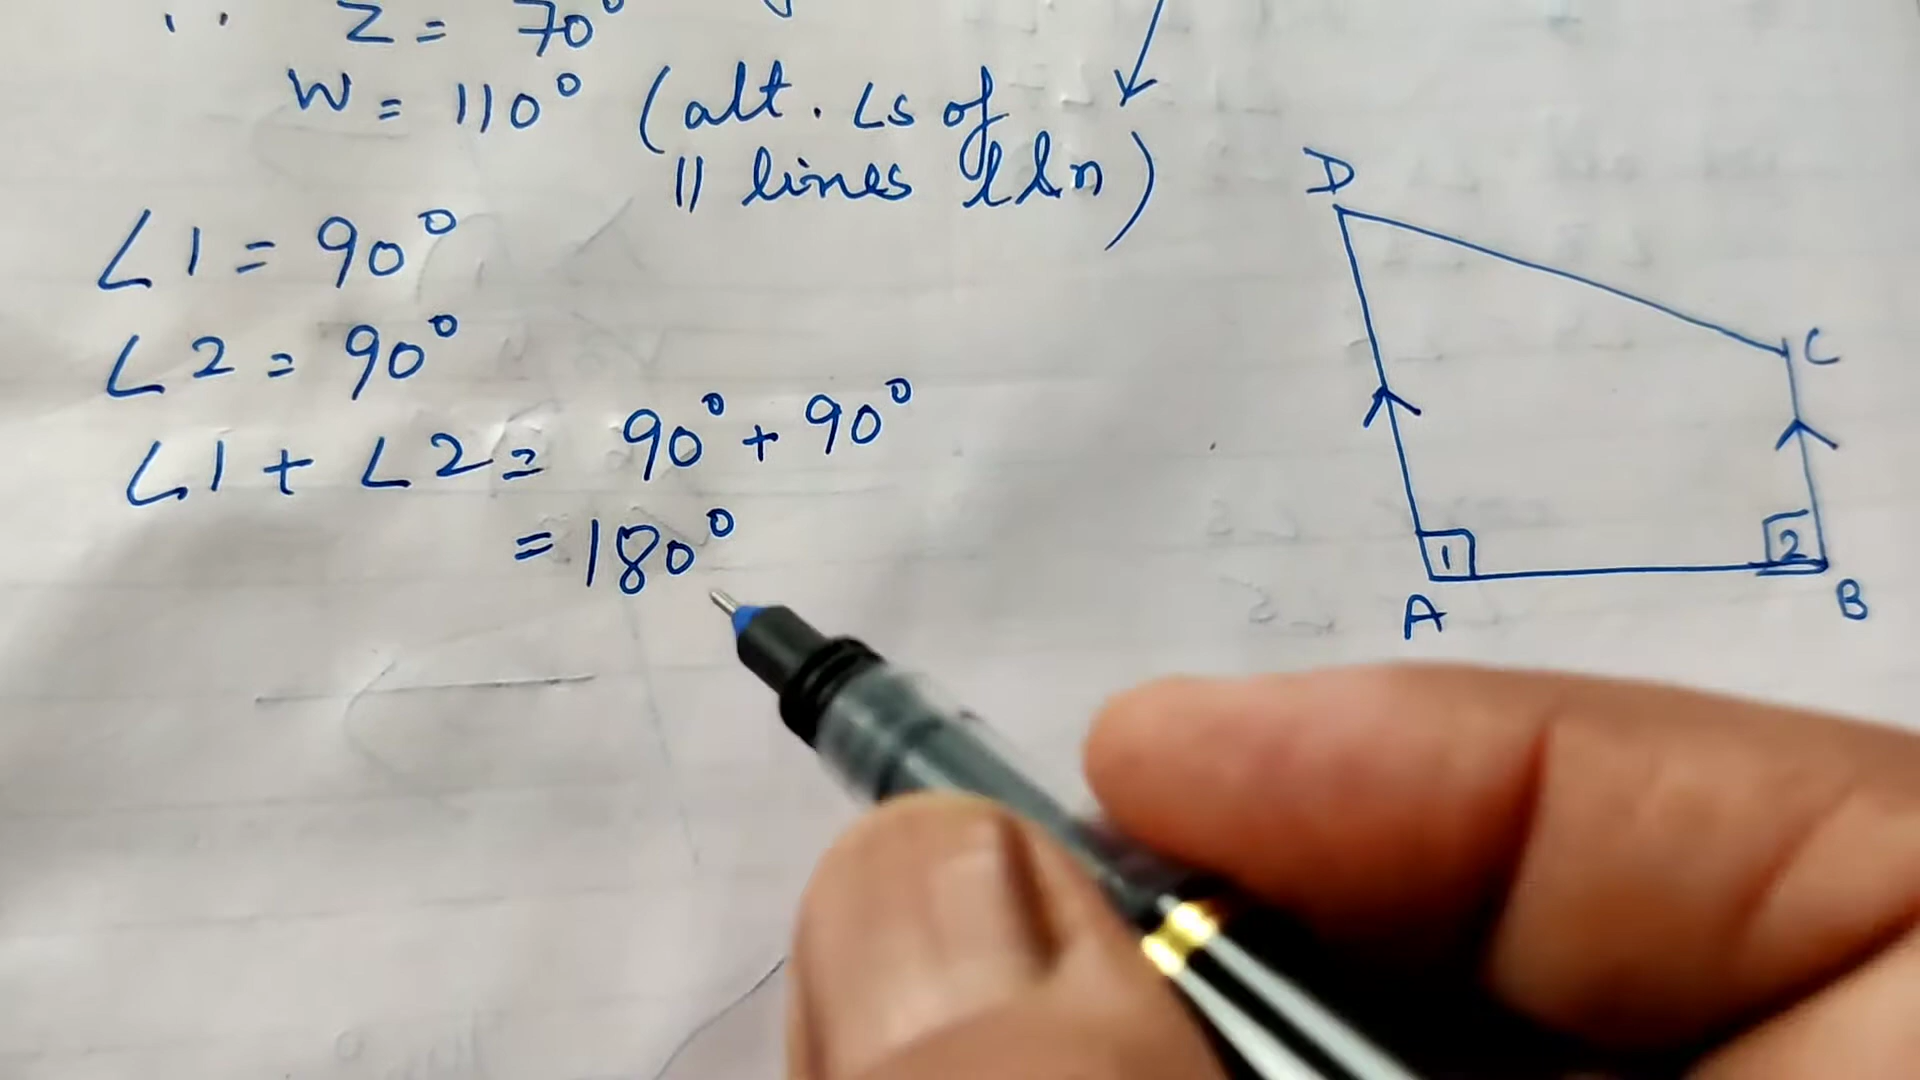 ∴ z = 70°
w = 110° (alt. ∠s of
|| lines l & n)
∠1 = 90°
∠2 = 90°
∠1 + ∠2 = 90° + 90°
= 180°
D
C
1
2
A
B